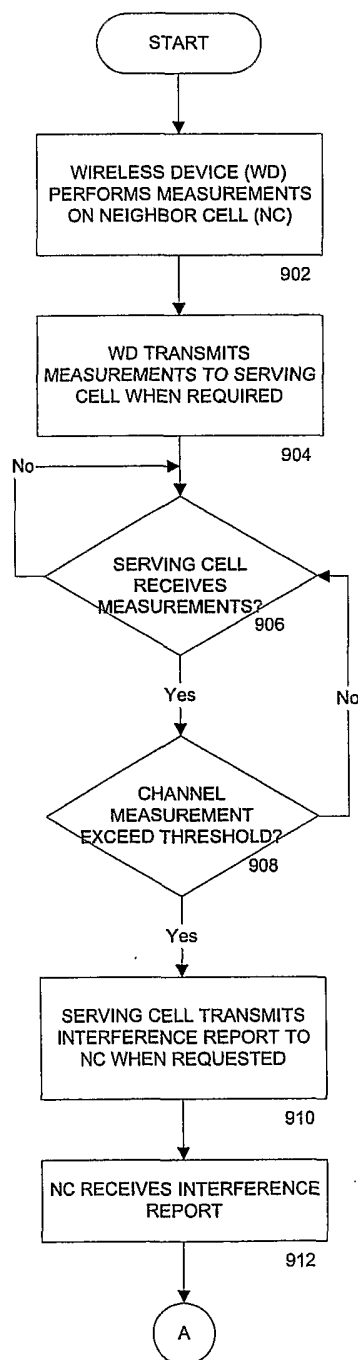 START
WIRELESS DEVICE (WD)
PERFORMS MEASUREMENTS
ON NEIGHBOR CELL (NC)
902
WD TRANSMITS
MEASUREMENTS TO SERVING
CELL WHEN REQUIRED
904
No
SERVING CELL
RECEIVES
MEASUREMENTS?
906
Yes
No
CHANNEL
MEASUREMENT
EXCEED THRESHOLD?
908
Yes
SERVING CELL TRANSMITS
INTERFERENCE REPORT TO
NC WHEN REQUESTED
910
NC RECEIVES INTERFERENCE
REPORT
912
A